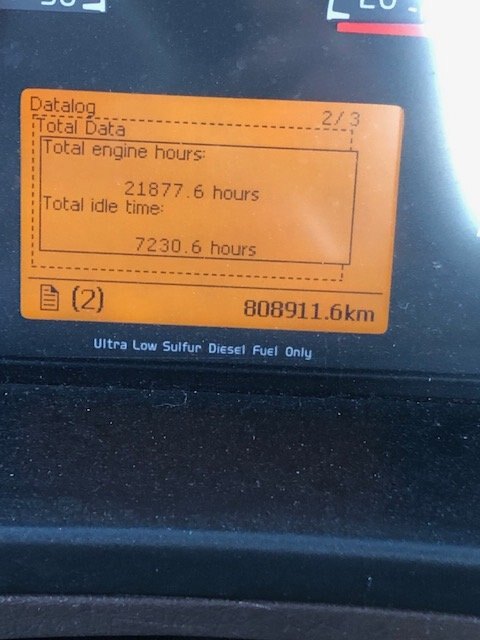 Datalog
2/3
Total Data
Total engine hours:
21877.6 hours
Total idle time:
7230.6 hours
(2)
808911.6km
Ultra Low Sulfur Diesel Fuel Only